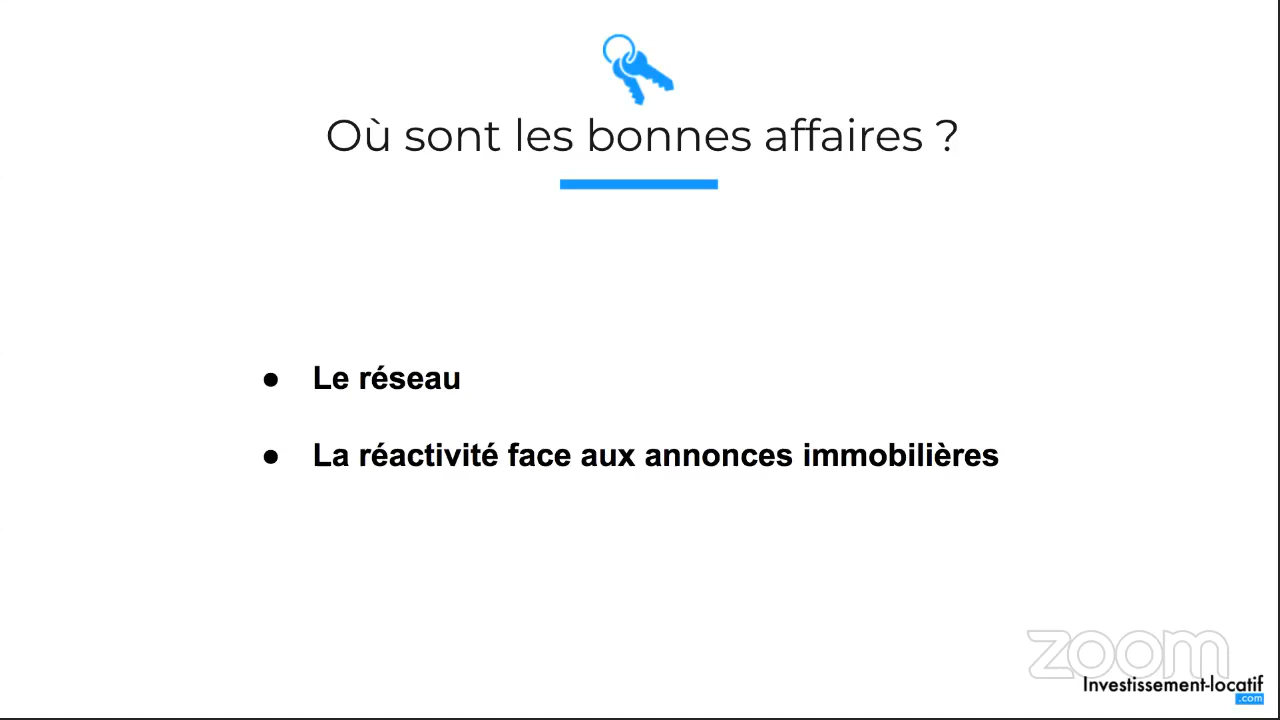 Où sont les bonnes affaires ?
● Le réseau
● La réactivité face aux annonces immobilières
zoom
Investissement-locatif
.com